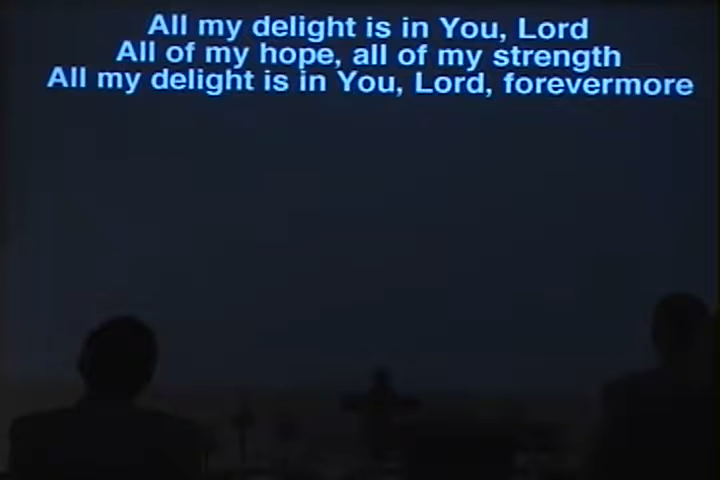 All my delight is in You, Lord
All of my hope, all of my strength
All my delight is in You, Lord, forevermore